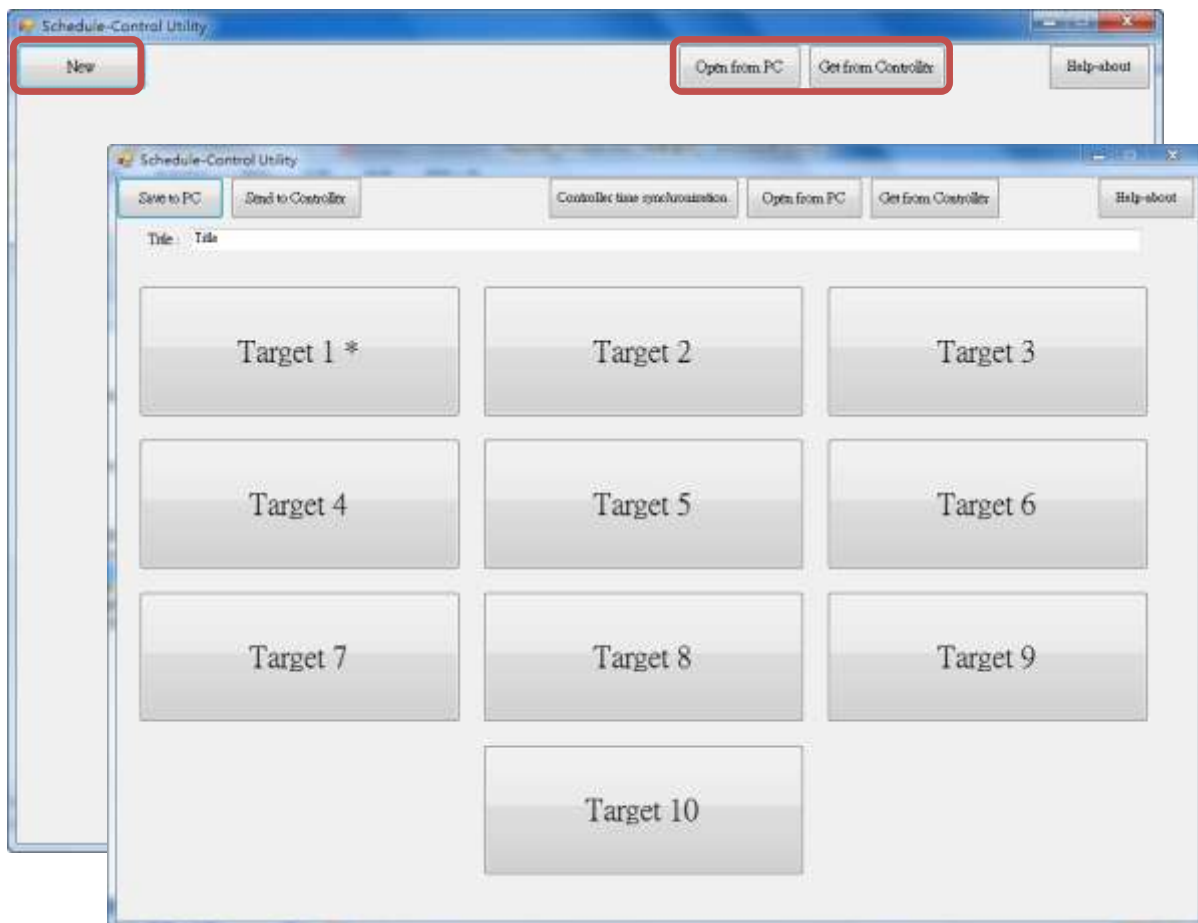 Schedule-Control Utility
New Open from PC Get from Controller Help-about
Schedule-Control Utility
Save to PC Send to Controller Controller time synchronization Open from PC Get from Controller Help-about
Title Title
Target 1 * Target 2 Target 3
Target 4 Target 5 Target 6
Target 7 Target 8 Target 9
Target 10